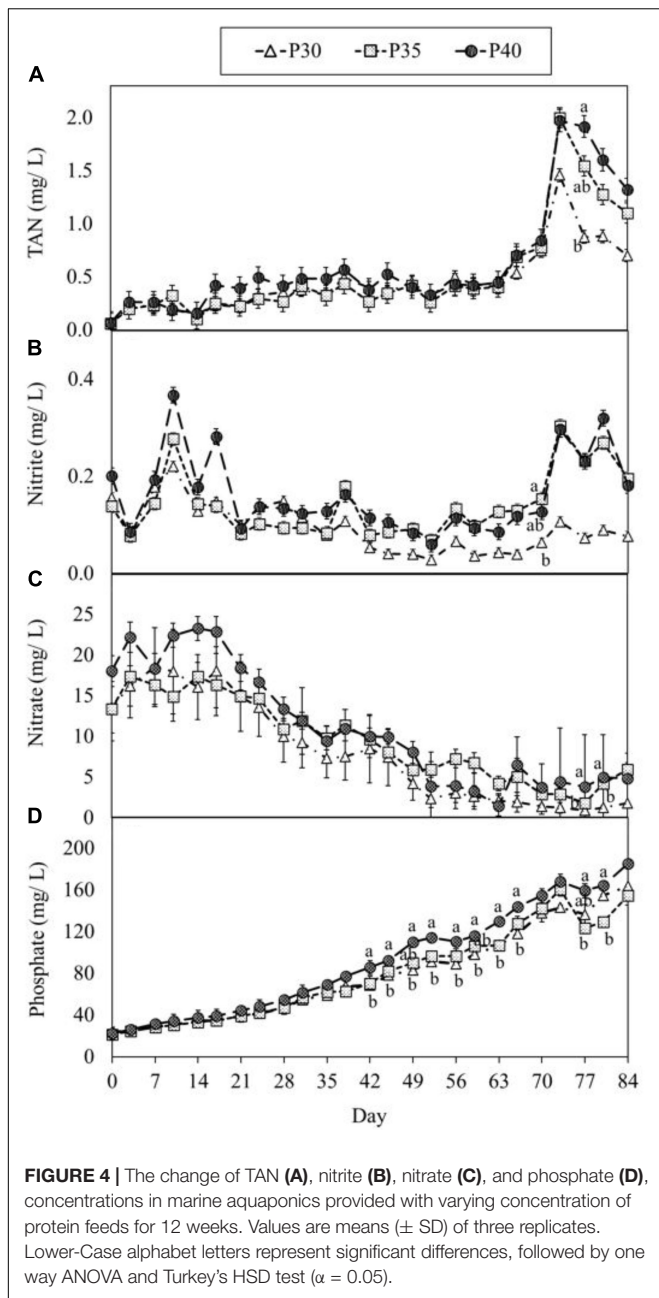 P30 P35 P40
A
TAN (mg/ L)
2.0
1.5
1.0
0.5
0.0
a
ab
b
B
Nitrite (mg/ L)
0.4
0.2
0.0
a
ab
b
C
Nitrate (mg/ L)
25
20
15
10
5
0
a
a
b
D
Phosphate (mg/ L)
200
160
120
80
40
0
a a ab a a a ab a a a ab a
b b b b b b b b b
0 7 14 21 28 35 42 49 56 63 70 77 84
Day
FIGURE 4 | The change of TAN (A), nitrite (B), nitrate (C), and phosphate (D),
concentrations in marine aquaponics provided with varying concentration of
protein feeds for 12 weeks. Values are means (± SD) of three replicates.
Lower-Case alphabet letters represent significant differences, followed by one
way ANOVA and Turkey's HSD test (α = 0.05).